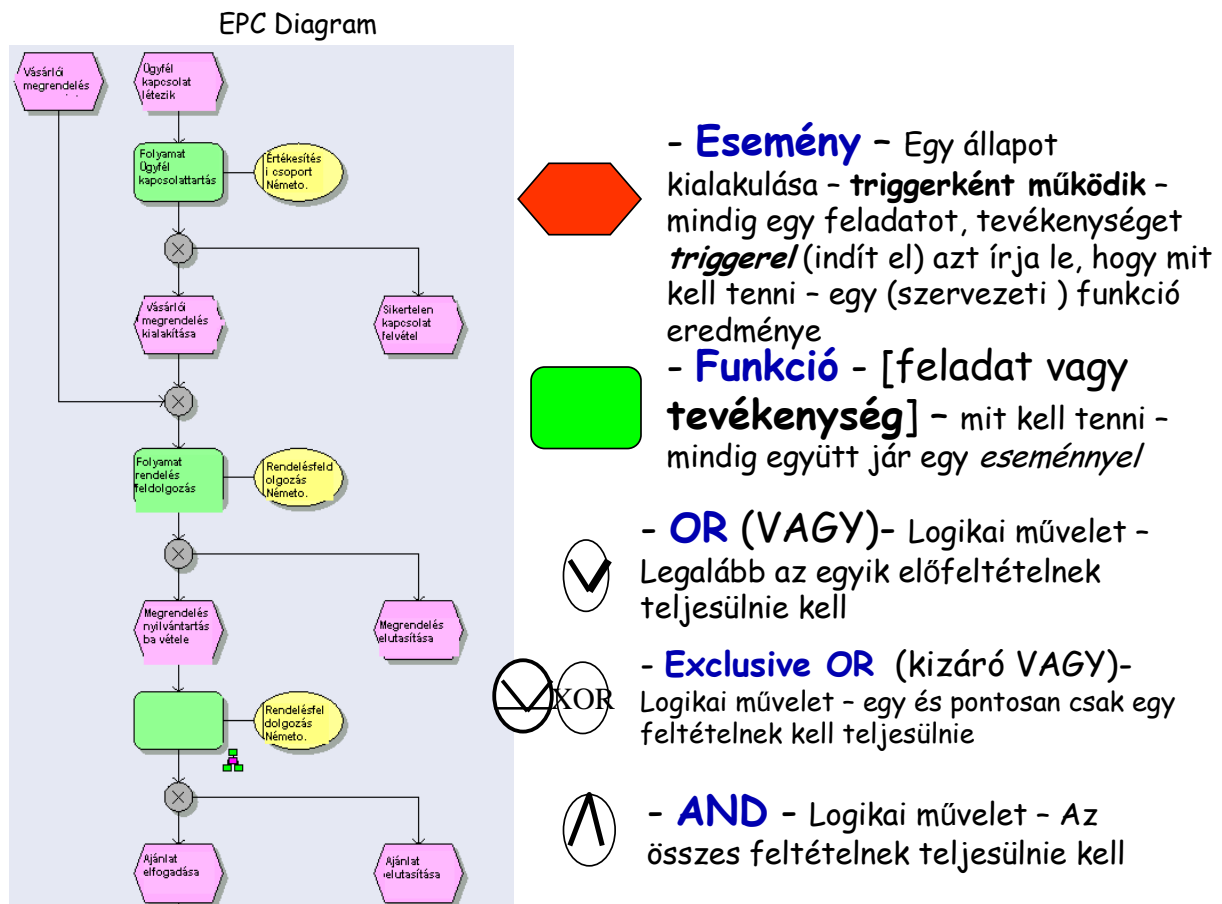 EPC Diagram
Vásárlói
megrendelés
Ügyfél
kapcsolat
létezik
Folyamat
Ügyfél
kapcsolattartás
Értékesítés
i csoport
Németo.
Vásárlói
megrendelés
kialakítása
Sikertelen
kapcsolat
felvétel
Folyamat
rendelés
feldolgozás
Rendelésfeld
olgozás
Németo.
Megrendelés
nyilvántartás
ba vétele
Megrendelés
elutasítása
Rendelésfel
dolgozás
Németo.
Ajánlat
elfogadása
Ajánlat
elutasítása
- Esemény – Egy állapot
kialakulása – triggerként működik –
mindig egy feladatot, tevékenységet
triggerel (indít el) azt írja le, hogy mit
kell tenni – egy (szervezeti ) funkció
eredménye
- Funkció - [feladat vagy
tevékenység] – mit kell tenni –
mindig együtt jár egy eseménnyel
- OR (VAGY)- Logikai művelet –
Legalább az egyik előfeltételnek
teljesülnie kell
XOR
- Exclusive OR (kizáró VAGY)-
Logikai művelet – egy és pontosan csak egy
feltételnek kell teljesülnie
- AND - Logikai művelet – Az
összes feltételnek teljesülnie kell